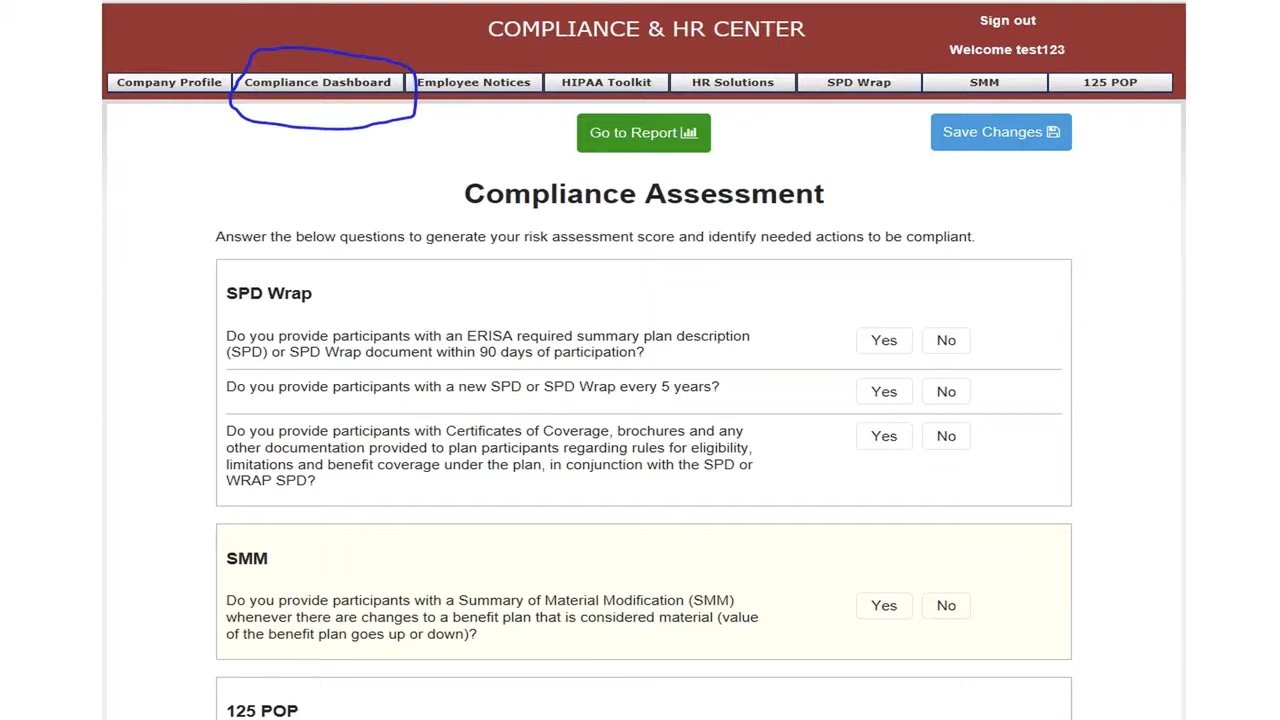 COMPLIANCE & HR CENTER
Sign out
Welcome test123
Company Profile
Compliance Dashboard
Employee Notices
HIPAA Toolkit
HR Solutions
SPD Wrap
SMM
125 POP
Go to Report
Save Changes
Compliance Assessment
Answer the below questions to generate your risk assessment score and identify needed actions to be compliant.
SPD Wrap
Do you provide participants with an ERISA required summary plan description
(SPD) or SPD Wrap document within 90 days of participation?
Yes No
Do you provide participants with a new SPD or SPD Wrap every 5 years?
Yes No
Do you provide participants with Certificates of Coverage, brochures and any
other documentation provided to plan participants regarding rules for eligibility,
limitations and benefit coverage under the plan, in conjunction with the SPD or
WRAP SPD?
Yes No
SMM
Do you provide participants with a Summary of Material Modification (SMM)
whenever there are changes to a benefit plan that is considered material (value
of the benefit plan goes up or down)?
Yes No
125 POP